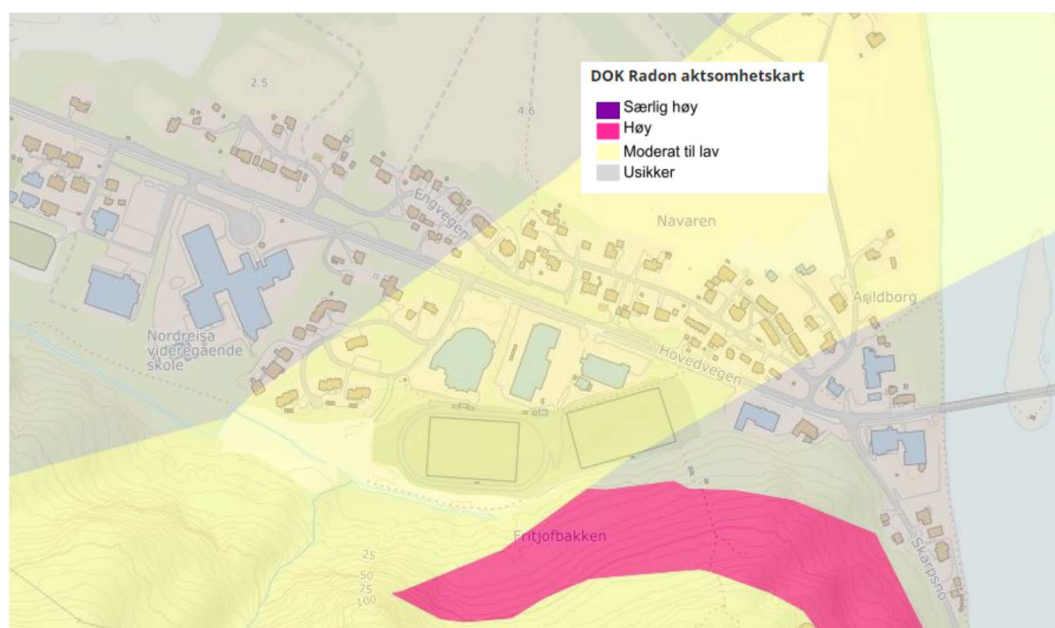 DOK Radon aktsomhetskart
Særlig høy
Høy
Moderat til lav
Usikker
2.5
4.6
Engvegen
Navaren
Arildborg
Nordreisa
videregående
skole
Hovedvegen
Fritjofbakken
Skarpsno
25
50
75
100